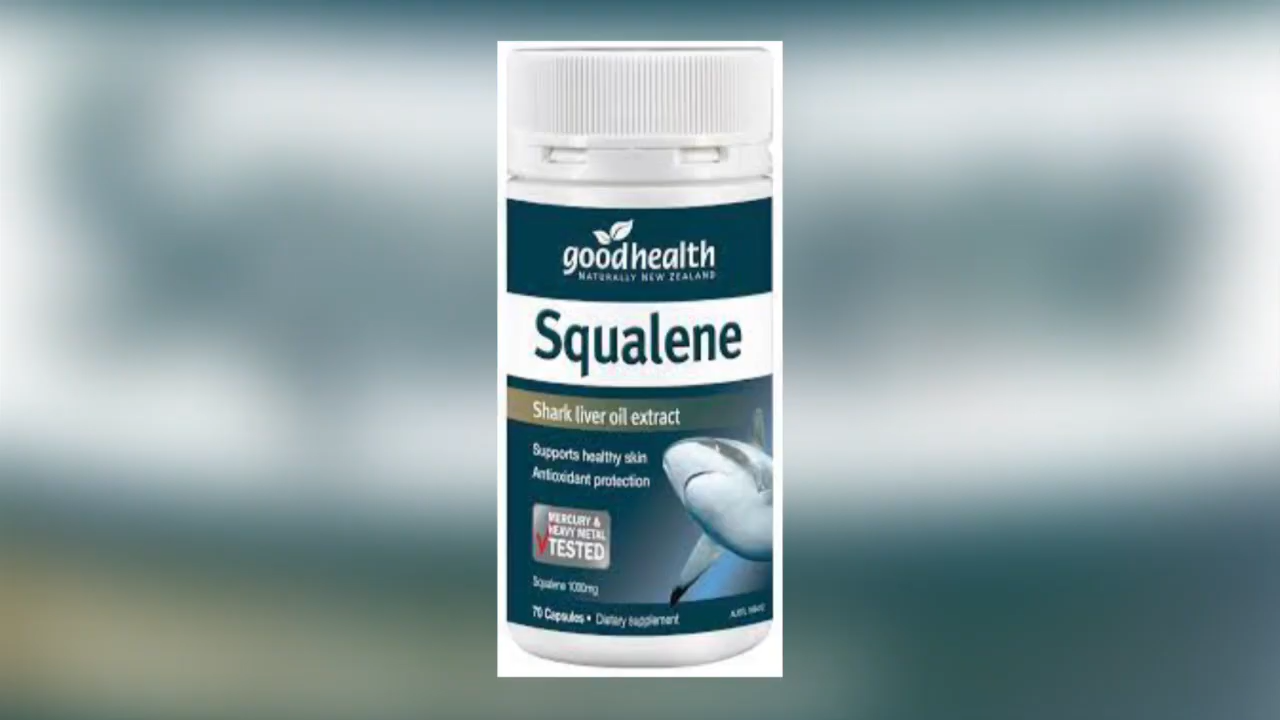 goodhealth
NATURALLY NEW ZEALAND
Squalene
Shark liver oil extract
Supports healthy skin
Antioxidant protection
MERCURY &
HEAVY METAL
TESTED
Squalene 1000mg
70 Capsules • Dietary supplement